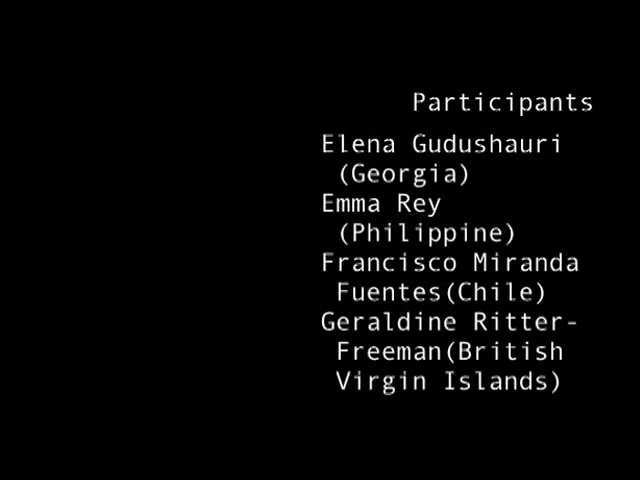 Participants
Elena Gudushauri
(Georgia)
Emma Rey
(Philippine)
Francisco Miranda
Fuentes(Chile)
Geraldine Ritter-
Freeman(British
Virgin Islands)